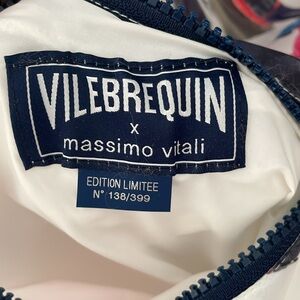 VILEBREQUIN
x
massimo vitali
EDITION LIMITEE
N° 138/399